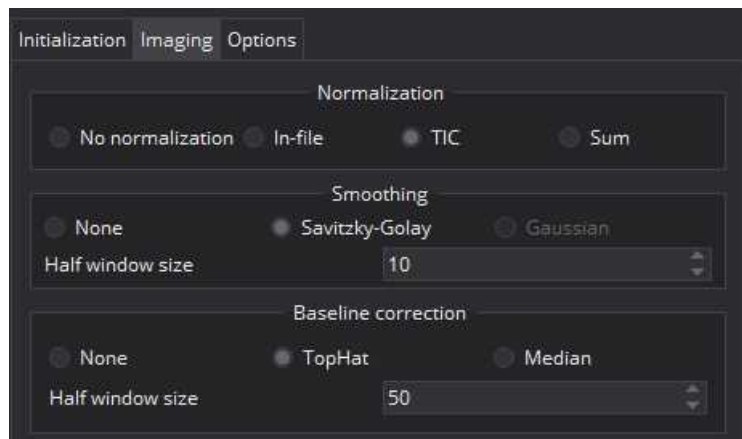 Initialization Imaging Options
Normalization
No normalization In-file TIC Sum
Smoothing
None Savitzky-Golay Gaussian
Half window size 10
Baseline correction
None TopHat Median
Half window size 50